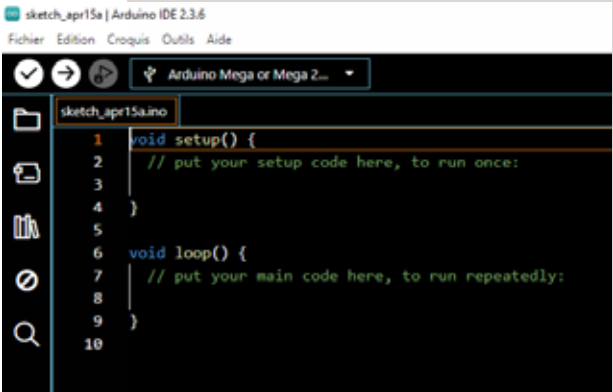 sketch_apr15a | Arduino IDE 2.3.6
Fichier Edition Croquis Outils Aide
Arduino Mega or Mega 2...
sketch_apr15a.ino
1 void setup() {
2 // put your setup code here, to run once:
3
4 }
5
6 void loop() {
7 // put your main code here, to run repeatedly:
8
9 }
10